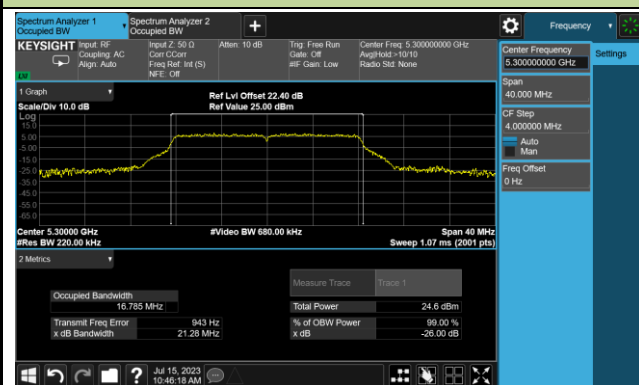 Spectrum Analyzer 1
Occupied BW
Spectrum Analyzer 2
Occupied BW
+
Frequency
KEYSIGHT
Input: RF
Coupling: AC
Align: Auto
Input Z: 50 Ω
Corr CCorr
Freq Ref: Int (S)
NFE: Off
Atten: 10 dB
Trig: Free Run
Gate: Off
#IF Gain: Low
Center Freq: 5.300000000 GHz
Avg|Hold:>10/10
Radio Std: None
LXI
Center Frequency
5.300000000 GHz
Settings
Span
40.000 MHz
CF Step
4.000000 MHz
Auto
Man
Freq Offset
0 Hz
1 Graph
Scale/Div 10.0 dB
Ref Lvl Offset 22.40 dB
Ref Value 25.00 dBm
Log
15.0
5.00
-5.00
-15.0
-25.0
-35.0
-45.0
-55.0
-65.0
Center 5.30000 GHz
#Res BW 220.00 kHz
#Video BW 680.00 kHz
Span 40 MHz
Sweep 1.07 ms (2001 pts)
2 Metrics
Measure Trace
Trace 1
Occupied Bandwidth
16.785 MHz
Total Power
24.6 dBm
Transmit Freq Error
943 Hz
% of OBW Power
99.00 %
x dB Bandwidth
21.28 MHz
x dB
-26.00 dB
?
Jul 15, 2023
10:46:18 AM